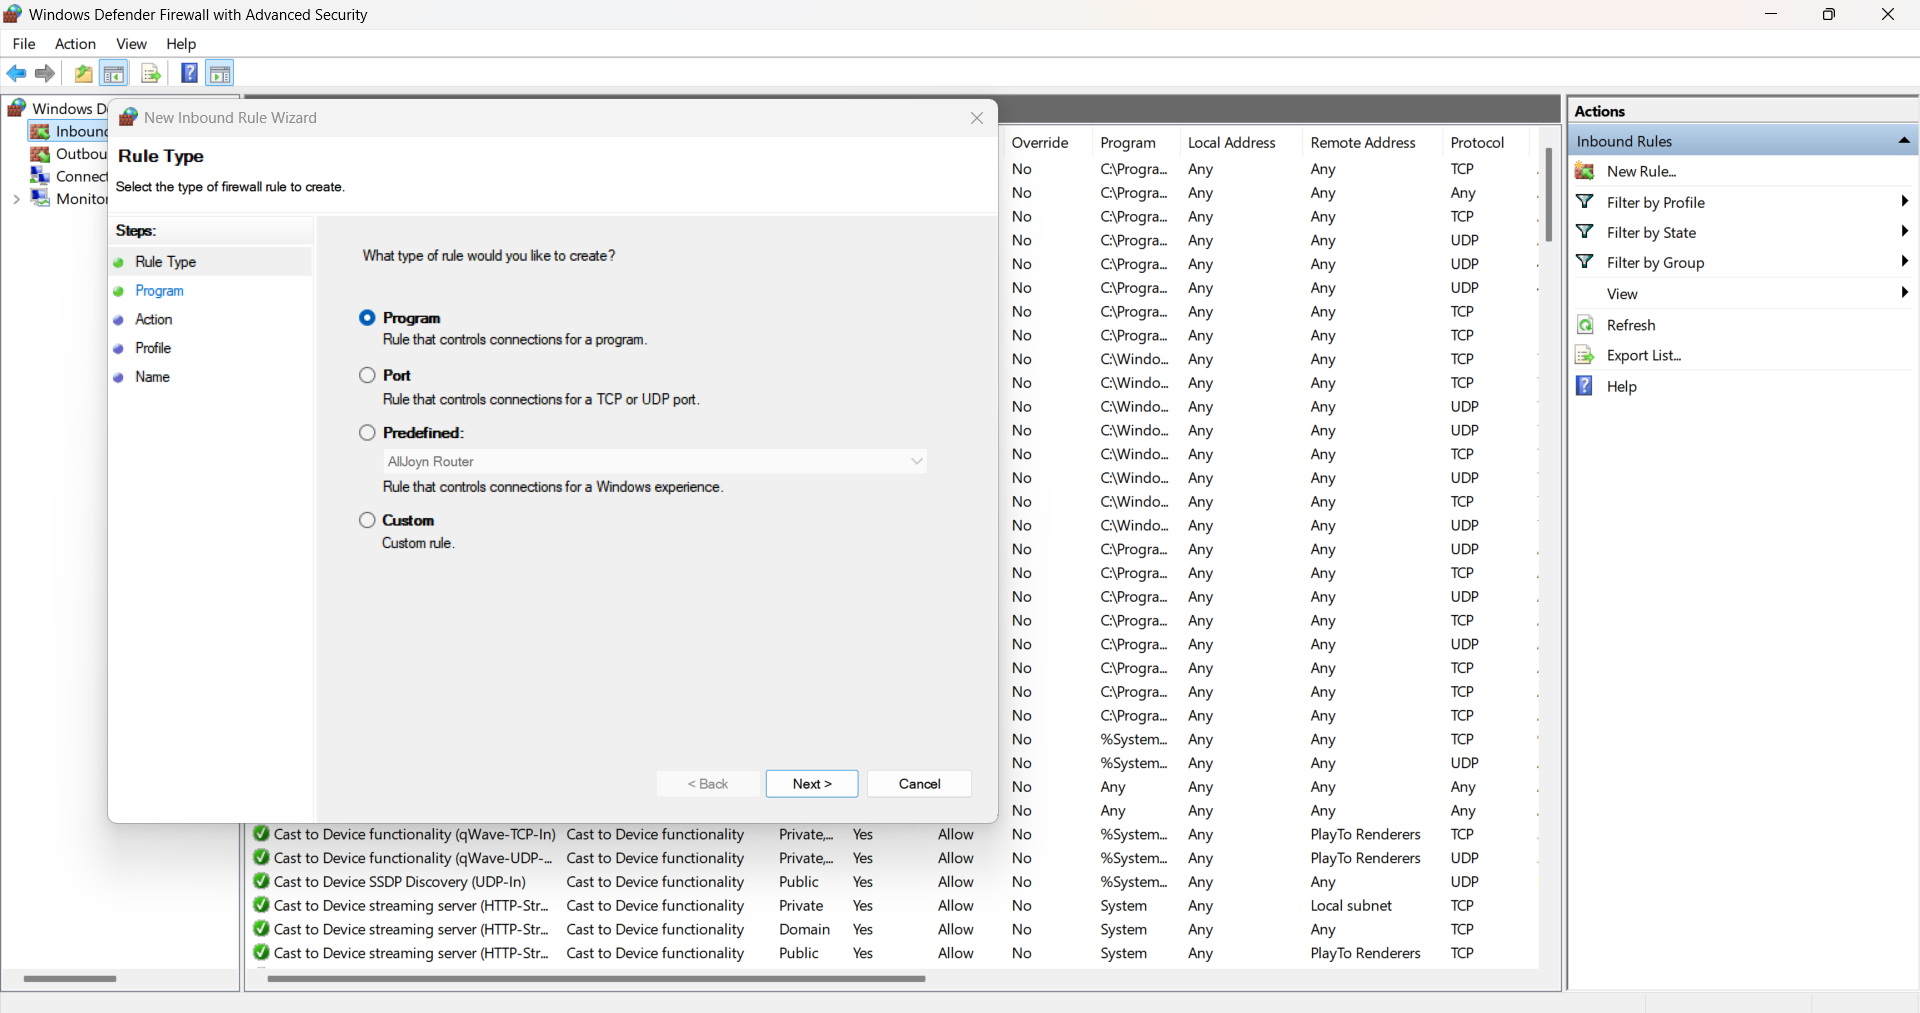 Windows Defender Firewall with Advanced Security
File Action View Help
Windows D
Inbound
Outbou
Connect
Monitor
New Inbound Rule Wizard
Rule Type
Select the type of firewall rule to create.
Steps:
Rule Type
Program
Action
Profile
Name
What type of rule would you like to create?
Program
Rule that controls connections for a program.
Port
Rule that controls connections for a TCP or UDP port.
Predefined:
AllJoyn Router
Rule that controls connections for a Windows experience.
Custom
Custom rule.
< Back Next > Cancel
Override Program Local Address Remote Address Protocol
No C:\Progra... Any Any TCP
No C:\Progra... Any Any Any
No C:\Progra... Any Any TCP
No C:\Progra... Any Any UDP
No C:\Progra... Any Any UDP
No C:\Progra... Any Any UDP
No C:\Progra... Any Any TCP
No C:\Progra... Any Any TCP
No C:\Windo... Any Any TCP
No C:\Windo... Any Any TCP
No C:\Windo... Any Any UDP
No C:\Windo... Any Any UDP
No C:\Windo... Any Any TCP
No C:\Windo... Any Any UDP
No C:\Windo... Any Any TCP
No C:\Windo... Any Any UDP
No C:\Progra... Any Any UDP
No C:\Progra... Any Any TCP
No C:\Progra... Any Any UDP
No C:\Progra... Any Any TCP
No C:\Progra... Any Any UDP
No C:\Progra... Any Any TCP
No C:\Progra... Any Any TCP
No C:\Progra... Any Any TCP
No %System... Any Any TCP
No %System... Any Any UDP
No Any Any Any Any
No Any Any Any Any
Cast to Device functionality (qWave-TCP-In) Cast to Device functionality Private,... Yes Allow No %System... Any PlayTo Renderers TCP
Cast to Device functionality (qWave-UDP-... Cast to Device functionality Private,... Yes Allow No %System... Any PlayTo Renderers UDP
Cast to Device SSDP Discovery (UDP-In) Cast to Device functionality Public Yes Allow No %System... Any Any UDP
Cast to Device streaming server (HTTP-Str... Cast to Device functionality Private Yes Allow No System Any Local subnet TCP
Cast to Device streaming server (HTTP-Str... Cast to Device functionality Domain Yes Allow No System Any Any TCP
Cast to Device streaming server (HTTP-Str... Cast to Device functionality Public Yes Allow No System Any PlayTo Renderers TCP
Actions
Inbound Rules
New Rule...
Filter by Profile
Filter by State
Filter by Group
View
Refresh
Export List...
Help